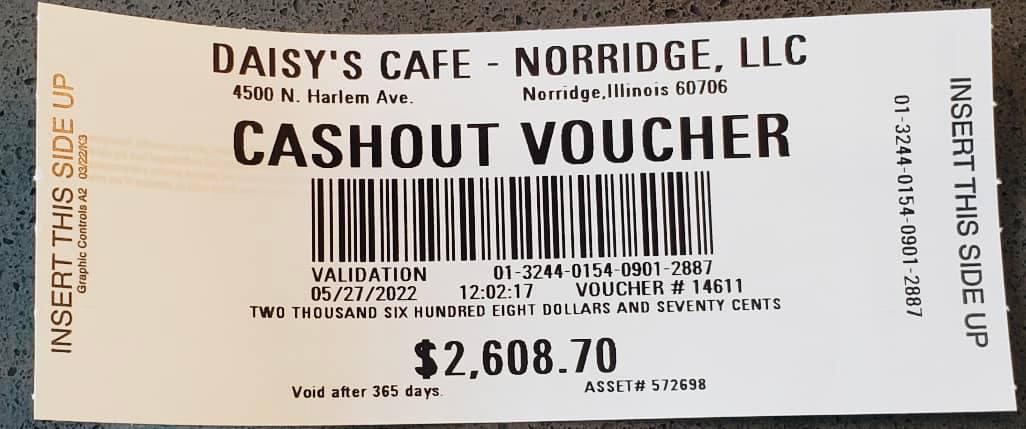 DAISY'S CAFE - NORRIDGE, LLC
4500 N. Harlem Ave. Norridge,Illinois 60706
CASHOUT VOUCHER
VALIDATION 01-3244-0154-0901-2887
05/27/2022 12:02:17 VOUCHER # 14611
TWO THOUSAND SIX HUNDRED EIGHT DOLLARS AND SEVENTY CENTS
$2,608.70
Void after 365 days. ASSET# 572698
INSERT THIS SIDE UP
Graphic Controls A2 03/22/K3
01-3244-0154-0901-2887
INSERT THIS SIDE UP